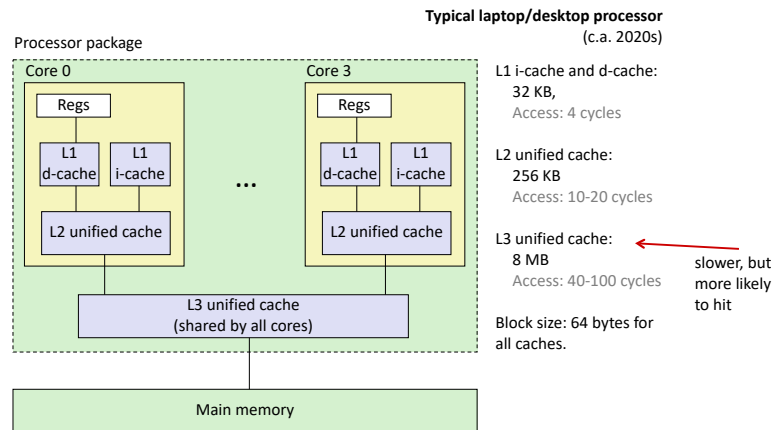 Typical laptop/desktop processor
(c.a. 2020s)
Processor package
Core 0
Regs
L1
d-cache
L1
i-cache
L2 unified cache
...
Core 3
Regs
L1
d-cache
L1
i-cache
L2 unified cache
L3 unified cache
(shared by all cores)
Main memory
L1 i-cache and d-cache:
32 KB,
Access: 4 cycles
L2 unified cache:
256 KB
Access: 10-20 cycles
L3 unified cache:
8 MB
Access: 40-100 cycles
slower, but
more likely
to hit
Block size: 64 bytes for
all caches.